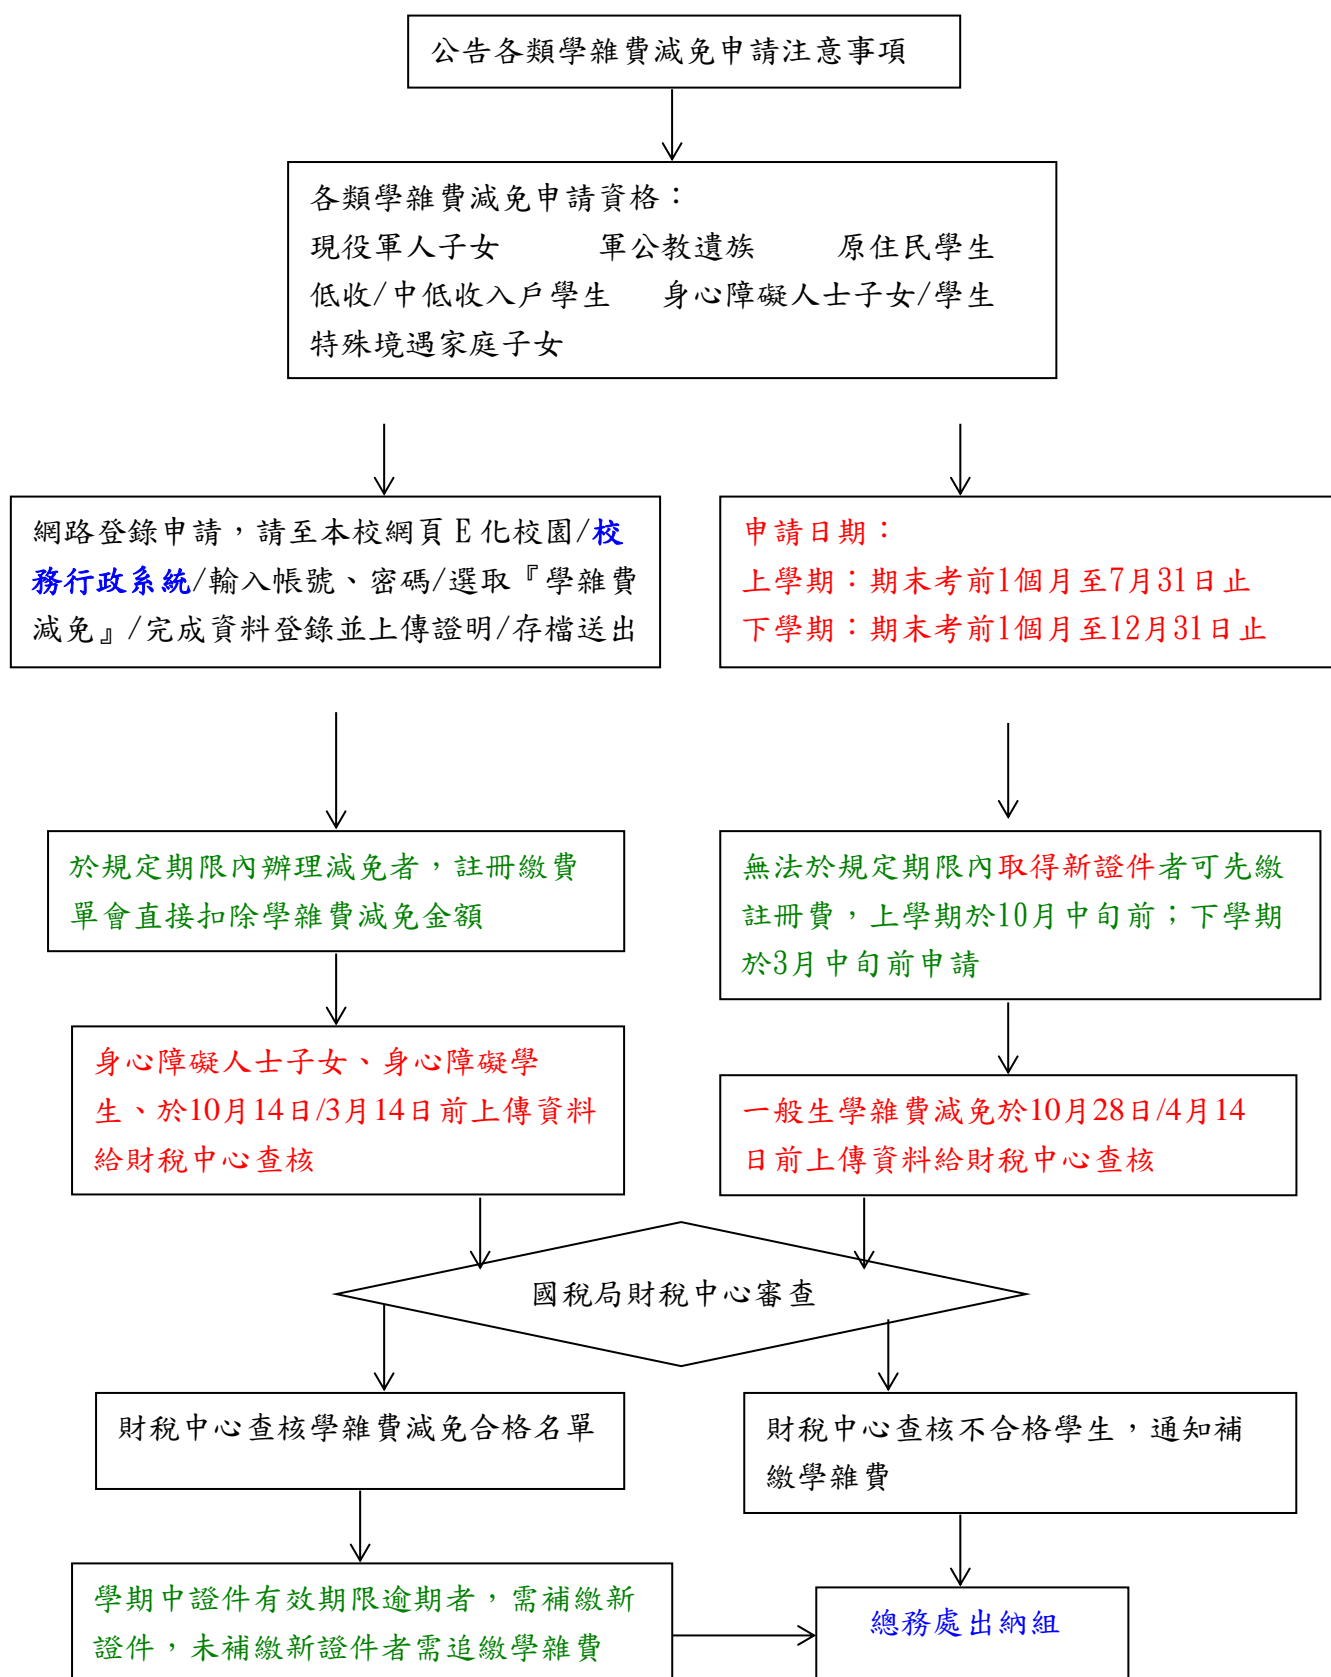 公告各類學雜費減免申請注意事項
各類學雜費減免申請資格：
現役軍人子女 軍公教遺族 原住民學生
低收/中低收入戶學生 身心障礙人士子女/學生
特殊境遇家庭子女
網路登錄申請，請至本校網頁E化校園/校
務行政系統/輸入帳號、密碼/選取『學雜費
減免』/完成資料登錄並上傳證明/存檔送出
申請日期：
上學期：期末考前1個月至7月31日止
下學期：期末考前1個月至12月31日止
於規定期限內辦理減免者，註冊繳費
單會直接扣除學雜費減免金額
無法於規定期限內取得新證件者可先繳
註冊費，上學期於10月中旬前；下學期
於3月中旬前申請
身心障礙人士子女、身心障礙學
生、於10月14日/3月14日前上傳資料
給財稅中心查核
一般生學雜費減免於10月28日/4月14
日前上傳資料給財稅中心查核
國稅局財稅中心審查
財稅中心查核學雜費減免合格名單
財稅中心查核不合格學生，通知補
繳學雜費
學期中證件有效期限逾期者，需補繳新
證件，未補繳新證件者需追繳學雜費
總務處出納組